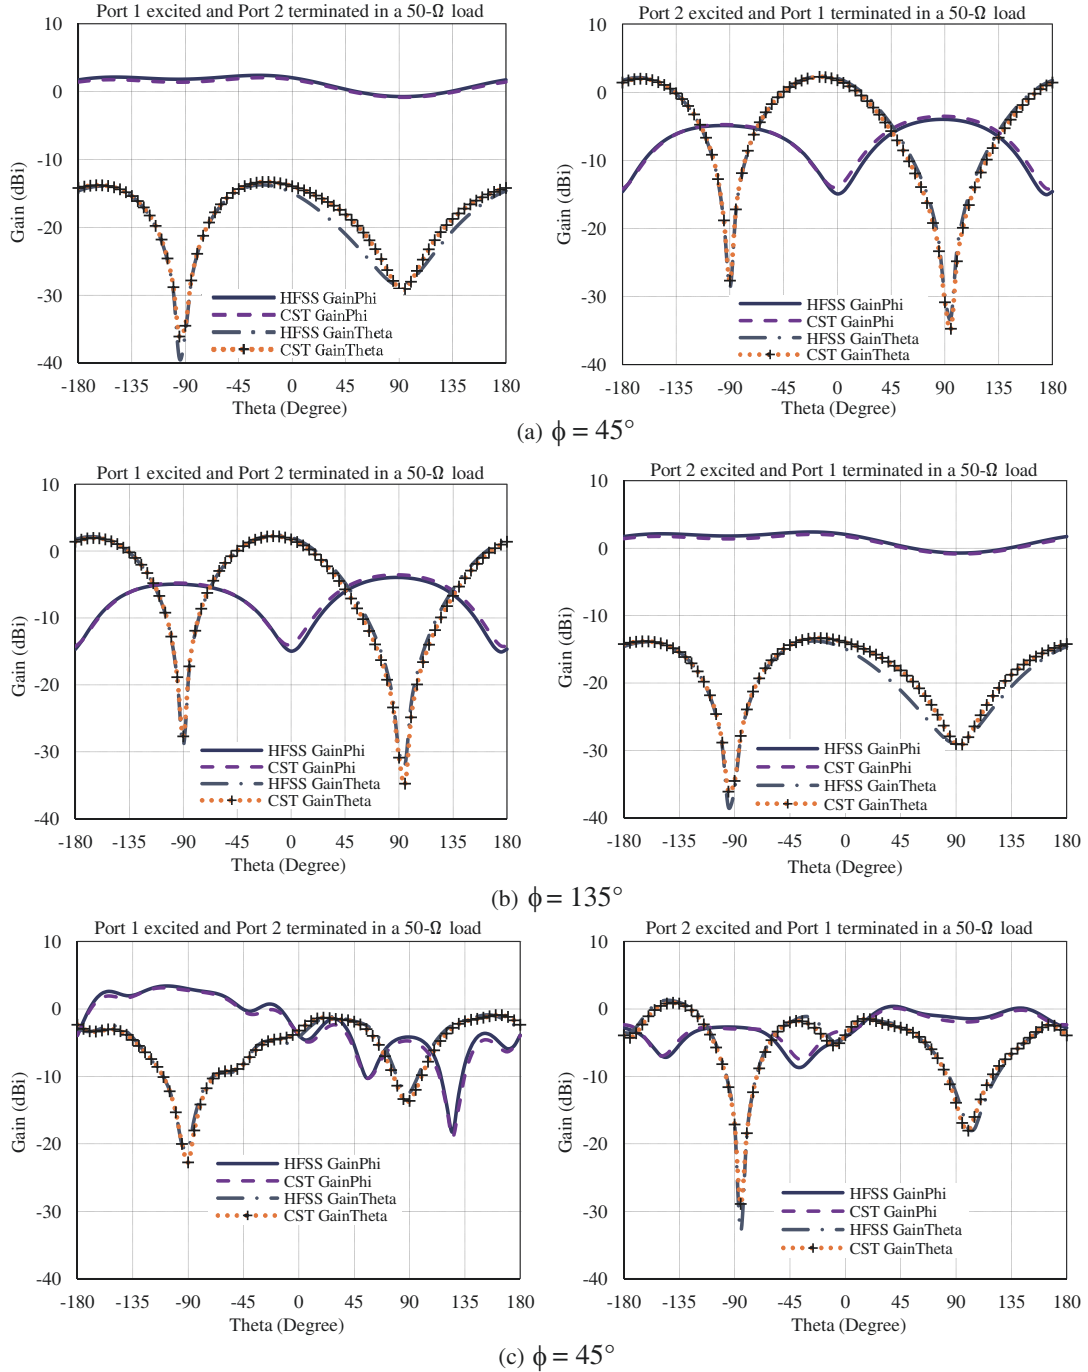 Port 1 excited and Port 2 terminated in a 50-Ω load
10
0
-10
-20
-30
-40
Gain (dBi)
HFSS GainPhi
CST GainPhi
HFSS GainTheta
CST GainTheta
-180 -135 -90 -45 0 45 90 135 180
Theta (Degree)
Port 2 excited and Port 1 terminated in a 50-Ω load
10
0
-10
-20
-30
-40
Gain (dBi)
HFSS GainPhi
CST GainPhi
HFSS GainTheta
CST GainTheta
-180 -135 -90 -45 0 45 90 135 180
Theta (Degree)
(a) ϕ = 45°
Port 1 excited and Port 2 terminated in a 50-Ω load
10
0
-10
-20
-30
-40
Gain (dBi)
HFSS GainPhi
CST GainPhi
HFSS GainTheta
CST GainTheta
-180 -135 -90 -45 0 45 90 135 180
Theta (Degree)
Port 2 excited and Port 1 terminated in a 50-Ω load
10
0
-10
-20
-30
-40
Gain (dBi)
HFSS GainPhi
CST GainPhi
HFSS GainTheta
CST GainTheta
-180 -135 -90 -45 0 45 90 135 180
Theta (Degree)
(b) ϕ = 135°
Port 1 excited and Port 2 terminated in a 50-Ω load
10
0
-10
-20
-30
-40
Gain (dBi)
HFSS GainPhi
CST GainPhi
HFSS GainTheta
CST GainTheta
-180 -135 -90 -45 0 45 90 135 180
Theta (Degree)
Port 2 excited and Port 1 terminated in a 50-Ω load
10
0
-10
-20
-30
-40
Gain (dBi)
HFSS GainPhi
CST GainPhi
HFSS GainTheta
CST GainTheta
-180 -135 -90 -45 0 45 90 135 180
Theta (Degree)
(c) ϕ = 45°